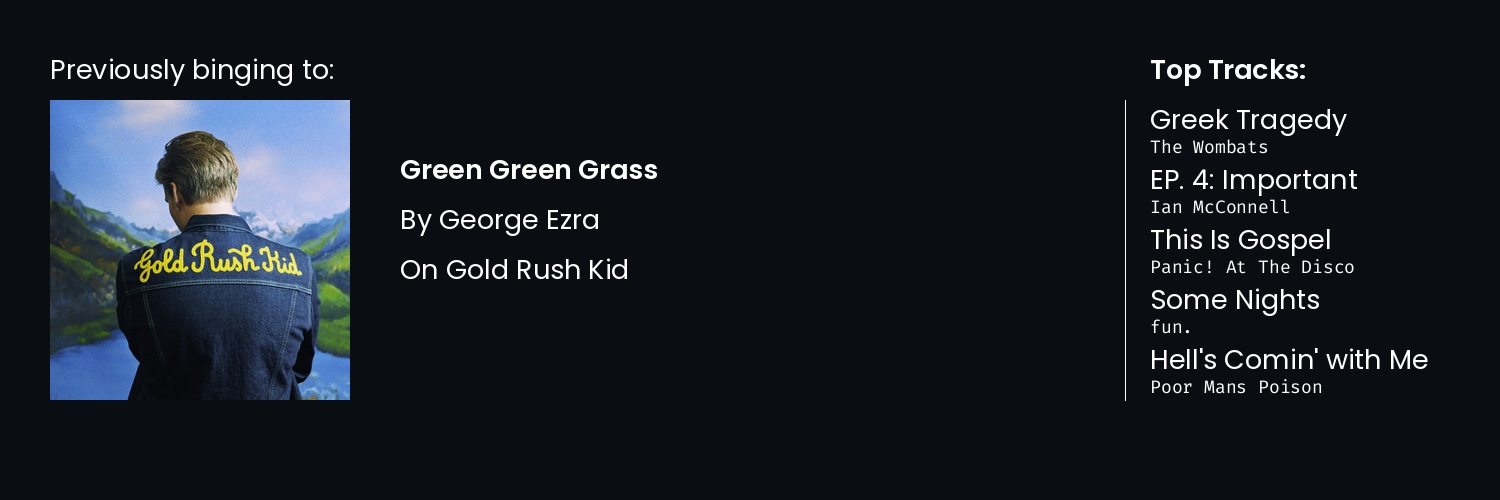 Previously binging to:
Gold Rush Kid
Green Green Grass
By George Ezra
On Gold Rush Kid
Top Tracks:
Greek Tragedy
The Wombats
EP. 4: Important
Ian McConnell
This Is Gospel
Panic! At The Disco
Some Nights
fun.
Hell's Comin' with Me
Poor Mans Poison